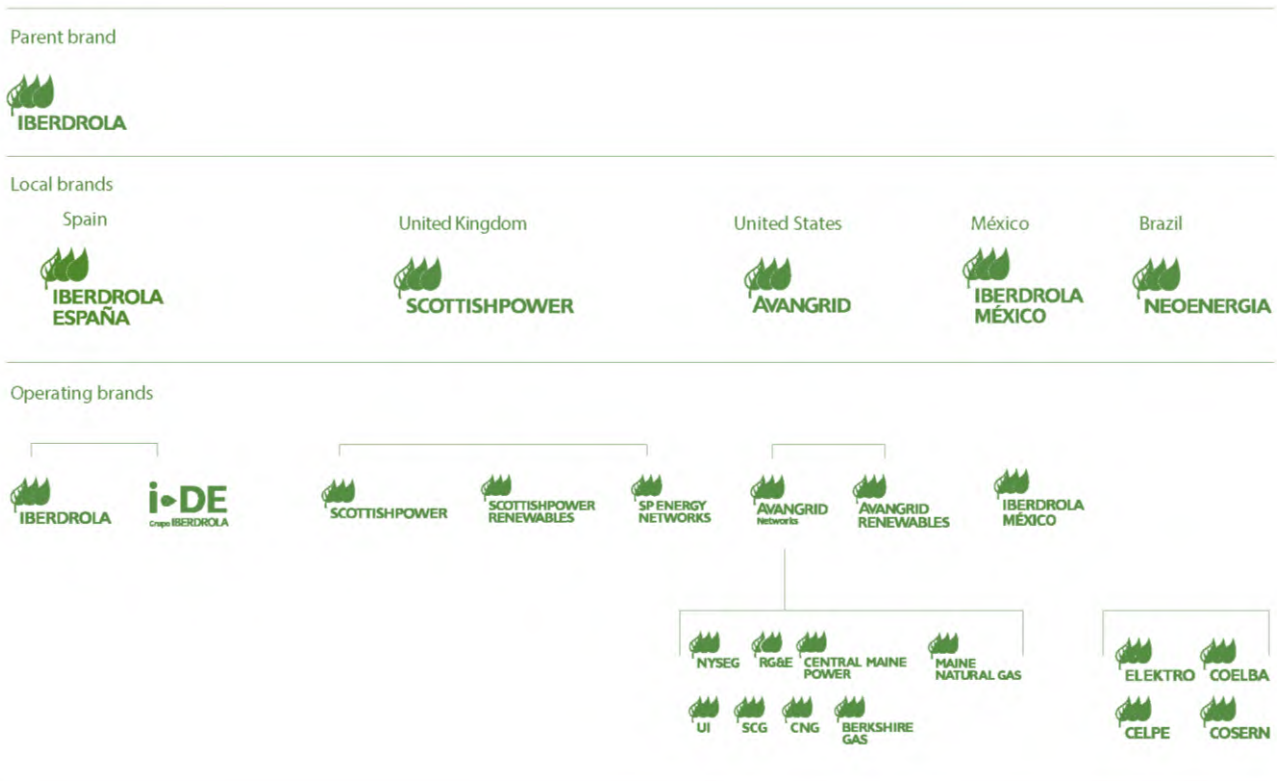 Parent brand
IBERDROLA
Local brands
Spain
United Kingdom
United States
México
Brazil
IBERDROLA
ESPAÑA
SCOTTISHPOWER
AVANGRID
IBERDROLA
MÉXICO
NEOENERGIA
Operating brands
IBERDROLA
i-DE
Grupo IBERDROLA
SCOTTISHPOWER
SCOTTISHPOWER
RENEWABLES
SP ENERGY
NETWORKS
AVANGRID
Networks
AVANGRID
RENEWABLES
IBERDROLA
MÉXICO
NYSEG
RG&E
CENTRAL MAINE
POWER
MAINE
NATURAL GAS
UI
SCG
CNG
BERKSHIRE
GAS
ELEKTRO
COELBA
CELPE
COSERN